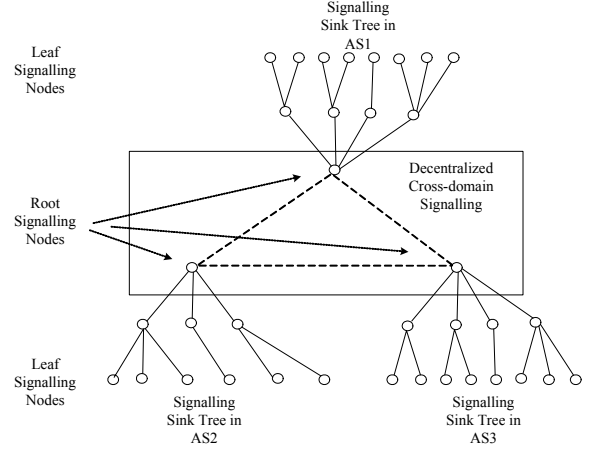 Signalling
Sink Tree in
AS1
Leaf
Signalling
Nodes
Decentralized
Cross-domain
Signalling
Root
Signalling
Nodes
Leaf
Signalling
Nodes
Signalling
Sink Tree in
AS2
Signalling
Sink Tree in
AS3